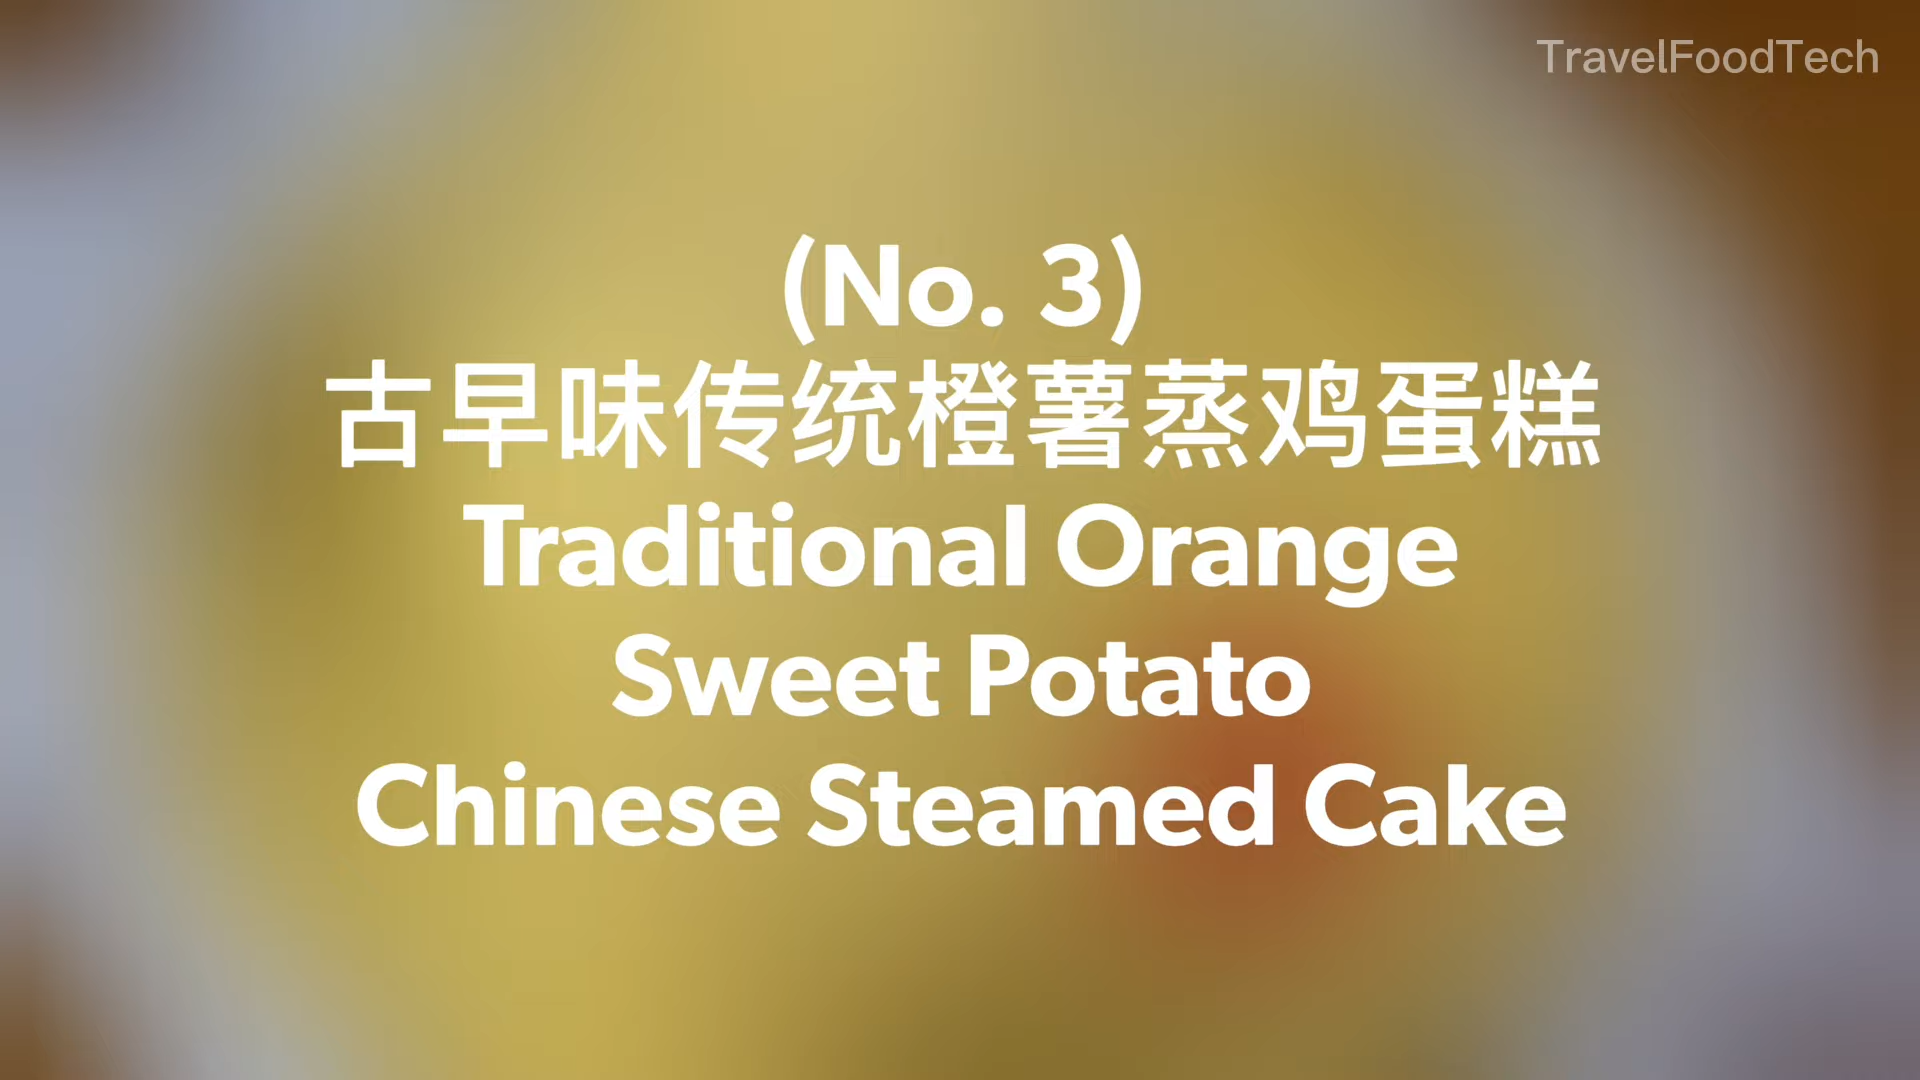 TravelFoodTech
(No. 3)
古早味传统橙薯蒸鸡蛋糕
Traditional Orange
Sweet Potato
Chinese Steamed Cake